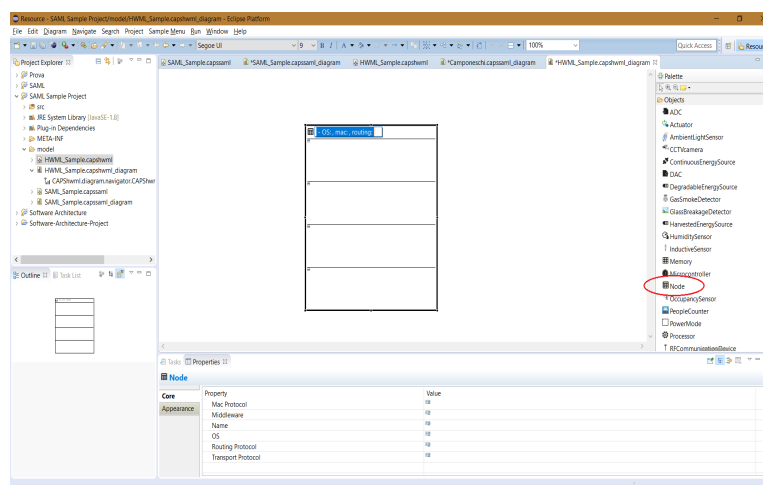 Resource - SAML Sample Project/model/HWML_Sample.capshwml_diagram - Eclipse Platform
File Edit Diagram Navigate Search Project Sample Menu Run Window Help
Segoe UI 9 B I A 100% Quick Access Resour
Project Explorer
SAML_Sample.capssaml *SAML_Sample.capssaml_diagram HWML_Sample.capshwml *Camponeschi.capssaml_diagram *HWML_Sample.capshwml_diagram
Prova
SAML
SAML Sample Project
src
JRE System Library [JavaSE-1.8]
Plug-in Dependencies
META-INF
model
HWML_Sample.capshwml
HWML_Sample.capshwml_diagram
CAPShwml.diagram.navigator.CAPShwr
SAML_Sample.capssaml
SAML_Sample.capssaml_diagram
Software Architecture
Software-Architecture-Project
- OS:, mac:, routing:
Palette
Objects
ADC
Actuator
AmbientLightSensor
CCTVcamera
ContinuousEnergySource
DAC
DegradableEnergySource
GasSmokeDetector
GlassBreakageDetector
HarvestedEnergySource
HumiditySensor
InductiveSensor
Memory
Microcontroller
Node
OccupancySensor
PeopleCounter
PowerMode
Processor
RFCommunicationDevice
Outline Task List
Tasks Properties
Node
Core
Appearance
Property Value
Mac Protocol
Middleware
Name
OS
Routing Protocol
Transport Protocol